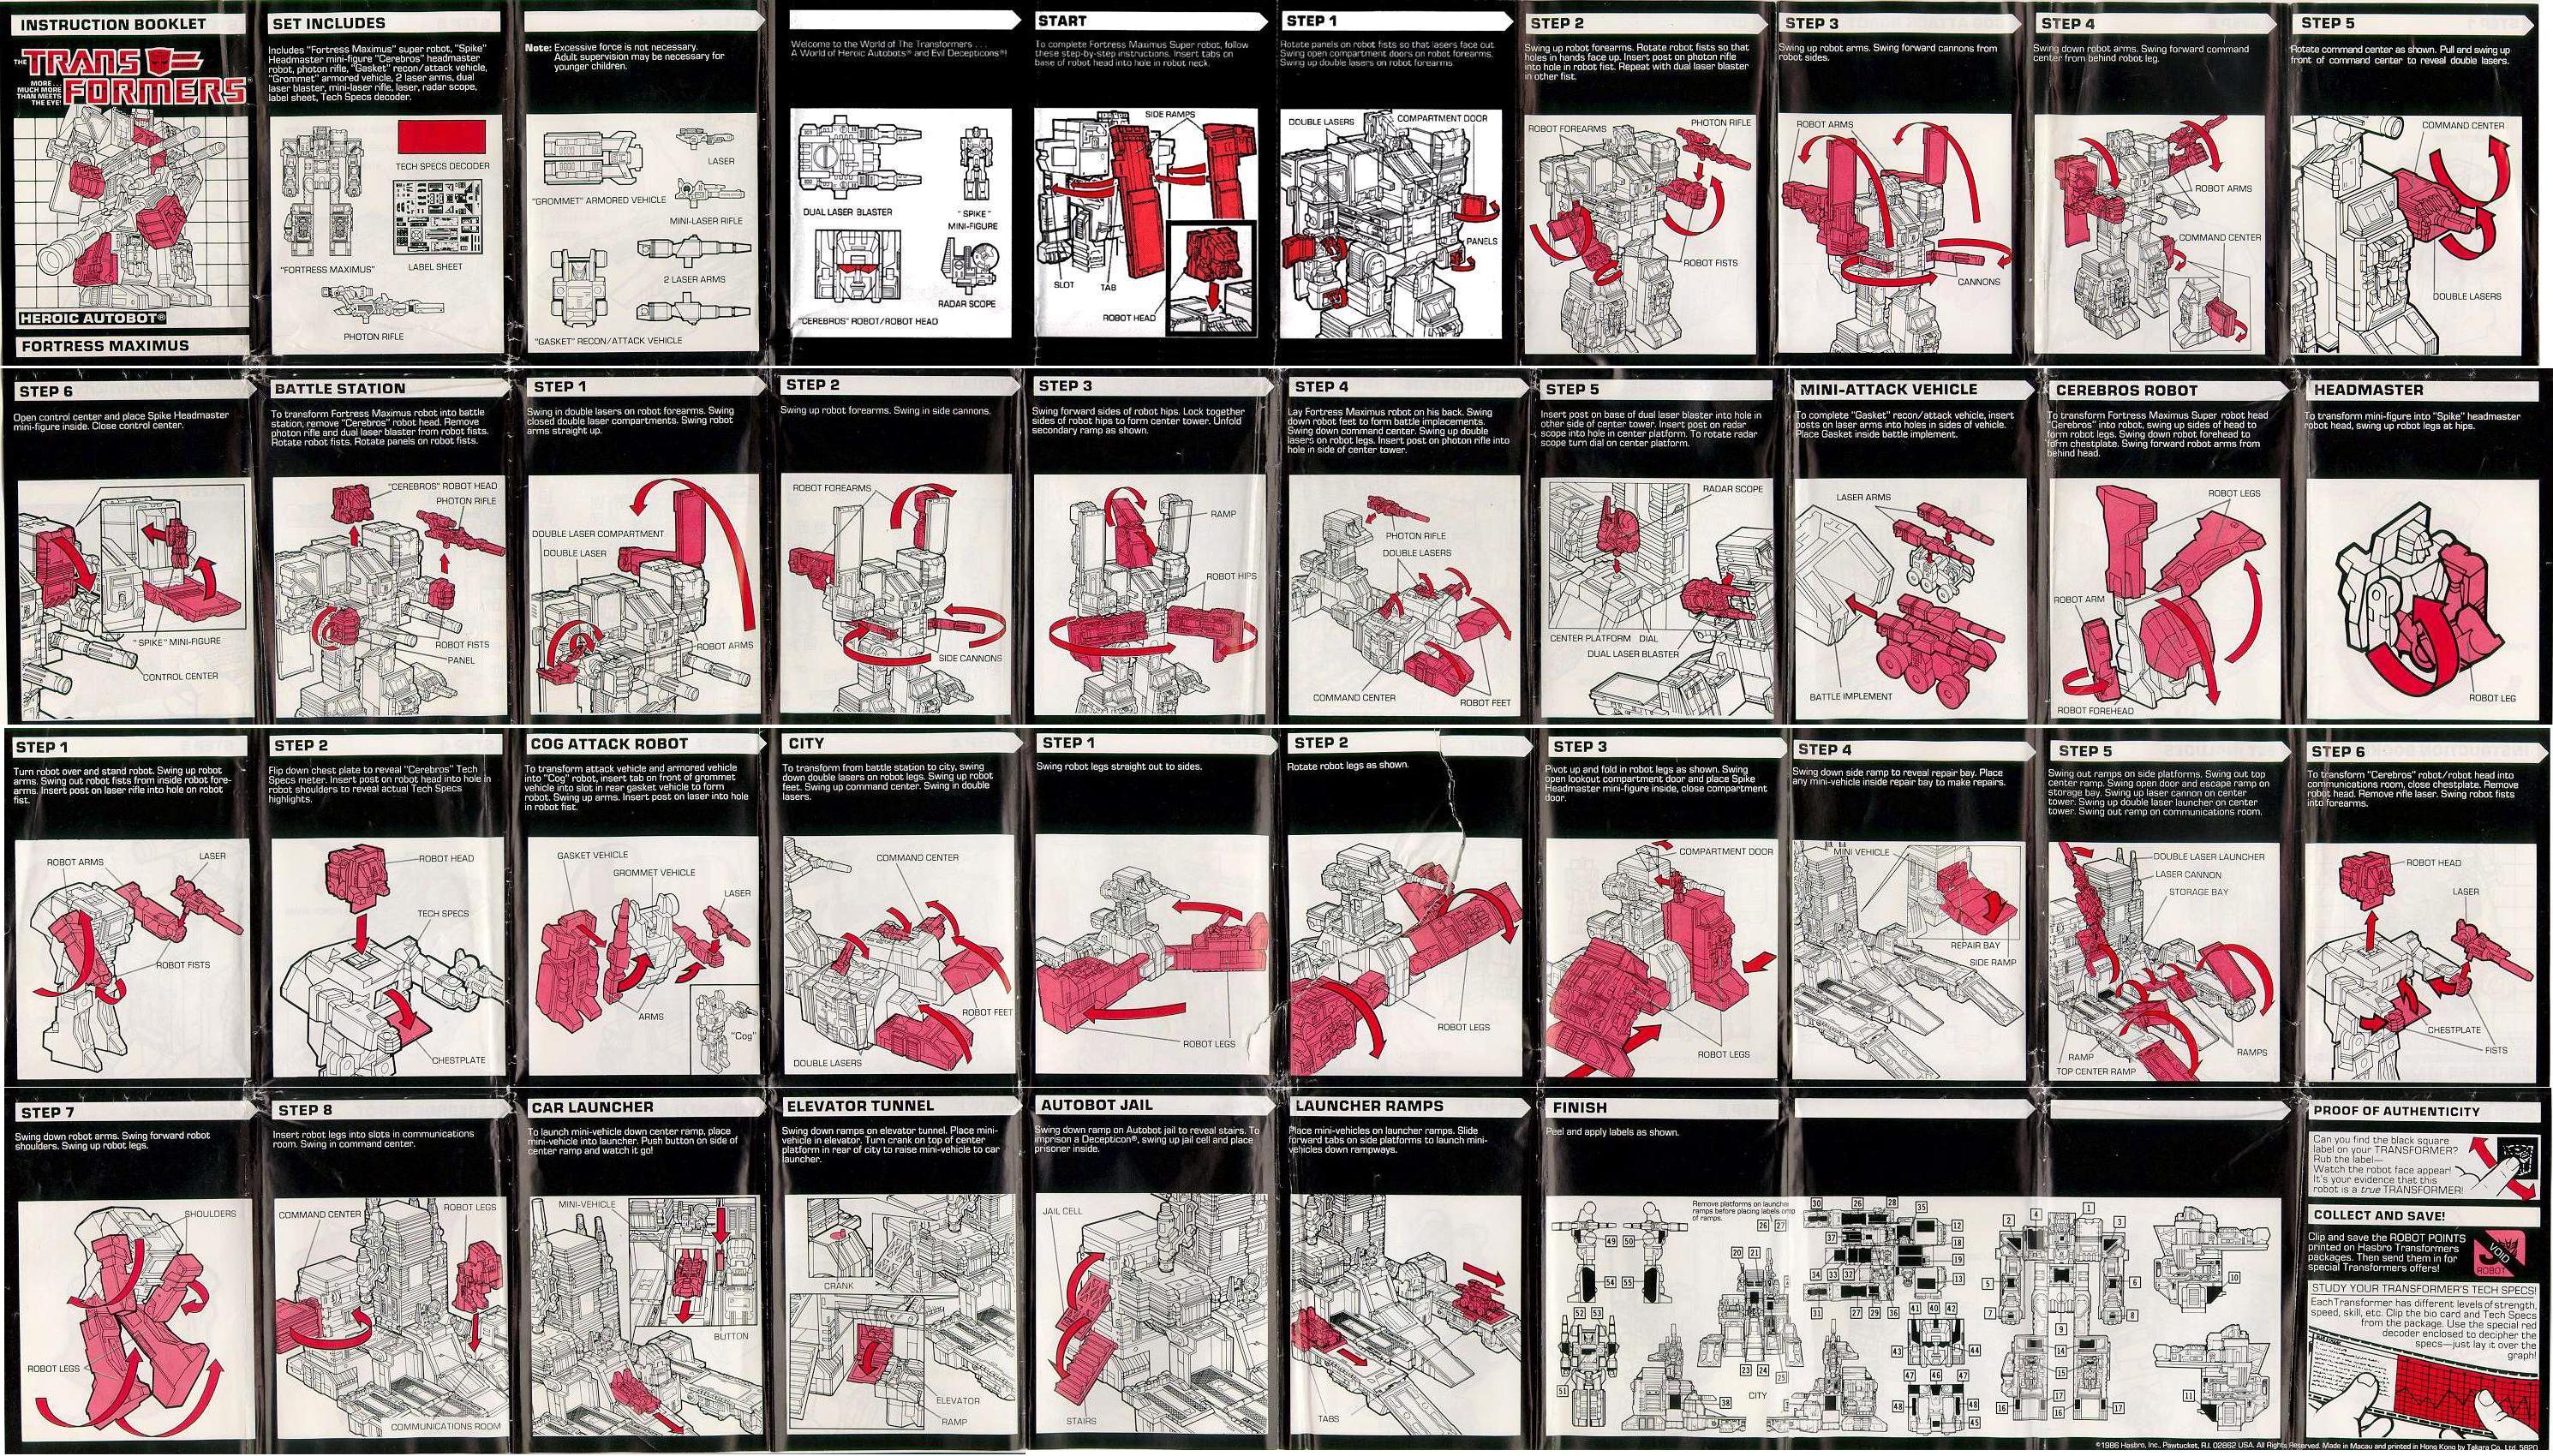 INSTRUCTION BOOKLET
THE TRANSFORMERS
MORE
MUCH MORE
THAN MEETS
THE EYE!
HEROIC AUTOBOT®
FORTRESS MAXIMUS
SET INCLUDES
Includes "Fortress Maximus" super robot, "Spike"
Headmaster mini-figure "Cerebros" headmaster
robot, photon rifle, "Gasket" recon/attack vehicle,
"Grommet" armored vehicle, 2 laser arms, dual
laser blaster, mini-laser rifle, laser, radar scope,
label sheet, Tech Specs decoder.
TECH SPECS DECODER
"FORTRESS MAXIMUS"
LABEL SHEET
PHOTON RIFLE
Note: Excessive force is not necessary.
Adult supervision may be necessary for
younger children.
LASER
"GROMMET" ARMORED VEHICLE
MINI-LASER RIFLE
2 LASER ARMS
"GASKET" RECON/ATTACK VEHICLE
Welcome to the World of The Transformers . . .
A World of Heroic Autobots® and Evil Decepticons®!
DUAL LASER BLASTER
"SPIKE"
MINI-FIGURE
RADAR SCOPE
"CEREBROS" ROBOT/ROBOT HEAD
START
To complete Fortress Maximus Super robot, follow
these step-by-step instructions. Insert tabs on
base of robot head into hole in robot neck.
SIDE RAMPS
SLOT
TAB
ROBOT HEAD
STEP 1
Rotate panels on robot fists so that lasers face out
Swing open compartment doors on robot forearms.
Swing up double lasers on robot forearms
DOUBLE LASERS
COMPARTMENT DOOR
PANELS
STEP 2
Swing up robot forearms. Rotate robot fists so that
holes in hands face up. Insert post on photon rifle
into hole in robot fist. Repeat with dual laser blaster
in other fist.
ROBOT FOREARMS
PHOTON RIFLE
ROBOT FISTS
STEP 3
Swing up robot arms. Swing forward cannons from
robot sides.
ROBOT ARMS
CANNONS
STEP 4
Swing down robot arms. Swing forward command
center from behind robot leg.
ROBOT ARMS
COMMAND CENTER
STEP 5
Rotate command center as shown. Pull and swing up
front of command center to reveal double lasers.
COMMAND CENTER
DOUBLE LASERS
STEP 6
Open control center and place Spike Headmaster
mini-figure inside. Close control center.
"SPIKE" MINI-FIGURE
CONTROL CENTER
BATTLE STATION
To transform Fortress Maximus robot into battle
station, remove "Cerebros" robot head. Remove
photon rifle and dual laser blaster from robot fists.
Rotate robot fists. Rotate panels on robot fists.
"CEREBROS" ROBOT HEAD
PHOTON RIFLE
ROBOT FISTS
PANEL
STEP 1
Swing in double lasers on robot forearms. Swing
closed double laser compartments. Swing robot
arms straight up.
DOUBLE LASER COMPARTMENT
DOUBLE LASER
ROBOT ARMS
STEP 2
Swing up robot forearms. Swing in side cannons.
ROBOT FOREARMS
SIDE CANNONS
STEP 3
Swing forward sides of robot hips. Lock together
sides of robot hips to form center tower. Unfold
secondary ramp as shown.
RAMP
ROBOT HIPS
STEP 4
Lay Fortress Maximus robot on his back. Swing
down robot feet to form battle implacements.
Swing down command center. Swing up double
lasers on robot legs. Insert post on photon rifle into
hole in side of center tower.
PHOTON RIFLE
DOUBLE LASERS
COMMAND CENTER
ROBOT FEET
STEP 5
Insert post on base of dual laser blaster into hole in
other side of center tower. Insert post on radar
scope into hole in center platform. To rotate radar
scope turn dial on center platform.
RADAR SCOPE
CENTER PLATFORM
DIAL
DUAL LASER BLASTER
MINI-ATTACK VEHICLE
To complete "Gasket" recon/attack vehicle, insert
posts on laser arms into holes in sides of vehicle.
Place Gasket inside battle implement.
LASER ARMS
BATTLE IMPLEMENT
CEREBROS ROBOT
To transform Fortress Maximus Super robot head
"Cerebros" into robot, swing up sides of head to
form robot legs. Swing down robot forehead to
form chestplate. Swing forward robot arms from
behind head.
ROBOT LEGS
ROBOT ARM
ROBOT FOREHEAD
HEADMASTER
To transform mini-figure into "Spike" headmaster
robot head, swing up robot legs at hips.
ROBOT LEG
STEP 1
Turn robot over and stand robot. Swing up robot
arms. Swing out robot fists from inside robot fore-
arms. Insert post on laser rifle into hole on robot
fist.
ROBOT ARMS
LASER
ROBOT FISTS
STEP 2
Flip down chest plate to reveal "Cerebros" Tech
Specs meter. Insert post on robot head into hole in
robot shoulders to reveal actual Tech Specs
highlights.
ROBOT HEAD
TECH SPECS
CHESTPLATE
COG ATTACK ROBOT
To transform attack vehicle and armored vehicle
into "Cog" robot, insert tab on front of grommet
vehicle into slot in rear gasket vehicle to form
robot. Swing up arms. Insert post on laser into hole
in robot fist.
GASKET VEHICLE
GROMMET VEHICLE
LASER
ARMS
"Cog"
CITY
To transform from battle station to city, swing
down double lasers on robot legs. Swing up robot
feet. Swing up command center. Swing in double
lasers.
COMMAND CENTER
ROBOT FEET
DOUBLE LASERS
STEP 1
Swing robot legs straight out to sides.
ROBOT LEGS
STEP 2
Rotate robot legs as shown.
ROBOT LEGS
STEP 3
Pivot up and fold in robot legs as shown. Swing
open lookout compartment door and place Spike
Headmaster mini-figure inside, close compartment
door.
COMPARTMENT DOOR
ROBOT LEGS
STEP 4
Swing down side ramp to reveal repair bay. Place
any mini-vehicle inside repair bay to make repairs.
MINI VEHICLE
REPAIR BAY
SIDE RAMP
STEP 5
Swing out ramps on side platforms. Swing out top
center ramp. Swing open door and escape ramp on
storage bay. Swing up laser cannon on center
tower. Swing up double laser launcher on center
tower. Swing out ramp on communications room.
DOUBLE LASER LAUNCHER
LASER CANNON
STORAGE BAY
RAMP
RAMPS
TOP CENTER RAMP
STEP 6
To transform "Cerebros" robot/robot head into
communications room, close chestplate. Remove
robot head. Remove rifle laser. Swing robot fists
into forearms.
ROBOT HEAD
LASER
CHESTPLATE
FISTS
STEP 7
Swing down robot arms. Swing forward robot
shoulders. Swing up robot legs.
SHOULDERS
ROBOT LEGS
STEP 8
Insert robot legs into slots in communications
room. Swing in command center.
COMMAND CENTER
ROBOT LEGS
COMMUNICATIONS ROOM
CAR LAUNCHER
To launch mini-vehicle down center ramp, place
mini-vehicle into launcher. Push button on side of
center ramp and watch it go!
MINI-VEHICLE
BUTTON
ELEVATOR TUNNEL
Swing down ramps on elevator tunnel. Place mini-
vehicle in elevator. Turn crank on top of center
platform in rear of city to raise mini-vehicle to car
launcher.
CRANK
ELEVATOR
RAMP
AUTOBOT JAIL
Swing down ramp on Autobot jail to reveal stairs. To
imprison a Decepticon®, swing up jail cell and place
prisoner inside.
JAIL CELL
STAIRS
LAUNCHER RAMPS
Place mini-vehicles on launcher ramps. Slide
forward tabs on side platforms to launch mini-
vehicles down rampways.
TABS
FINISH
Peel and apply labels as shown.
Remove platforms on launcher
ramps before placing labels on
of ramps.
49 50
54 55
52 53
51
26 27
20 21
23 24
25
CITY
38
30 26 28 35
12
37
18
19
34 33 32
13
31 27 29 36
41 40 42
43 44
47 46 47
48 48
45
1
2 4 3
5 6
7 8
9
14
15
17
16 16 17
10
11
PROOF OF AUTHENTICITY
Can you find the black square
label on your TRANSFORMER?
Rub the label—
Watch the robot face appear!
It's your evidence that this
robot is a true TRANSFORMER!
COLLECT AND SAVE!
Clip and save the ROBOT POINTS
printed on Hasbro Transformers
packages. Then send them in for
special Transformers offers!
VOID
ROBOT
STUDY YOUR TRANSFORMER'S TECH SPECS!
Each Transformer has different levels of strength,
speed, skill, etc. Clip the bio card and Tech Specs
from the package. Use the special red
decoder enclosed to decipher the
specs—just lay it over the
graph!
©1986 Hasbro, Inc., Pawtucket, R.I. 02862 USA. All Rights Reserved. Made in Macau and printed in Hong Kong by Takara Co., Ltd. 5820